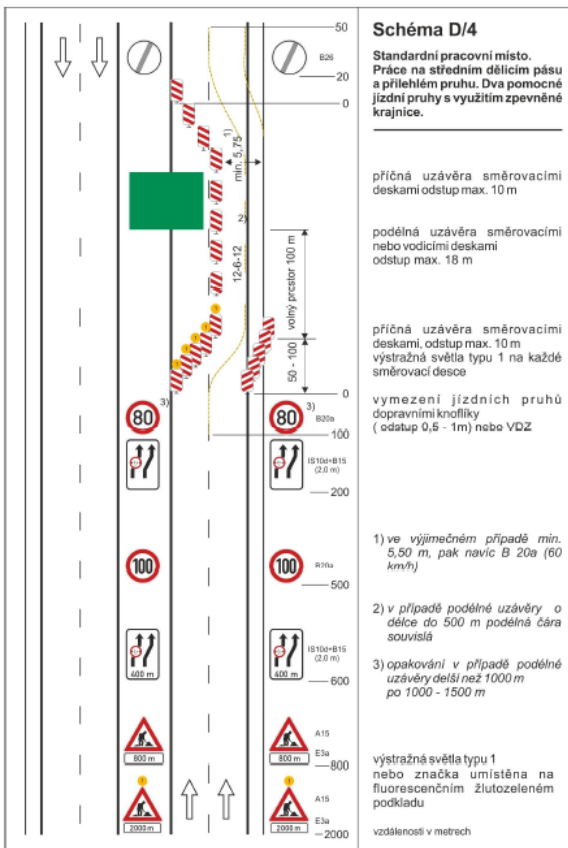 Schéma D/4
Standardní pracovní místo.
Práce na středním dělicím pásu
a přilehlém pruhu. Dva pomocné
jízdní pruhy s využitím zpevněné
krajnice.
příčná uzávěra směrovacími
deskami odstup max. 10 m
podélná uzávěra směrovacími
nebo vodicími deskami
odstup max. 18 m
příčná uzávěra směrovacími
deskami, odstup max. 10 m
výstražná světla typu 1 na každé
směrovací desce
vymezení jízdních pruhů
dopravními knoflíky
( odstup 0,5 - 1m) nebo VDZ
1) ve výjimečném případě min.
5,50 m, pak navíc B 20a (60
km/h)
2) v případě podélné uzávěry o
délce do 500 m podélná čára
souvislá
3) opakování v případě podélné
uzávěry delší než 1000 m
po 1000 - 1500 m
výstražná světla typu 1
nebo značka umístěna na
fluorescenčním žlutozeleném
podkladu
vzdálenosti v metrech
50
B26
20
0
1)
min. 5,75
2)
12-6-12
volný prostor 100 m
50 - 100
0
3)
80
3)
80
B20a
100
IS10d+B15
(2,0 m)
200
100
100
B20a
500
400 m
400 m
IS10d+B15
(2,0 m)
600
800 m
800 m
A15
E3a
800
2000 m
2000 m
A15
E3a
2000